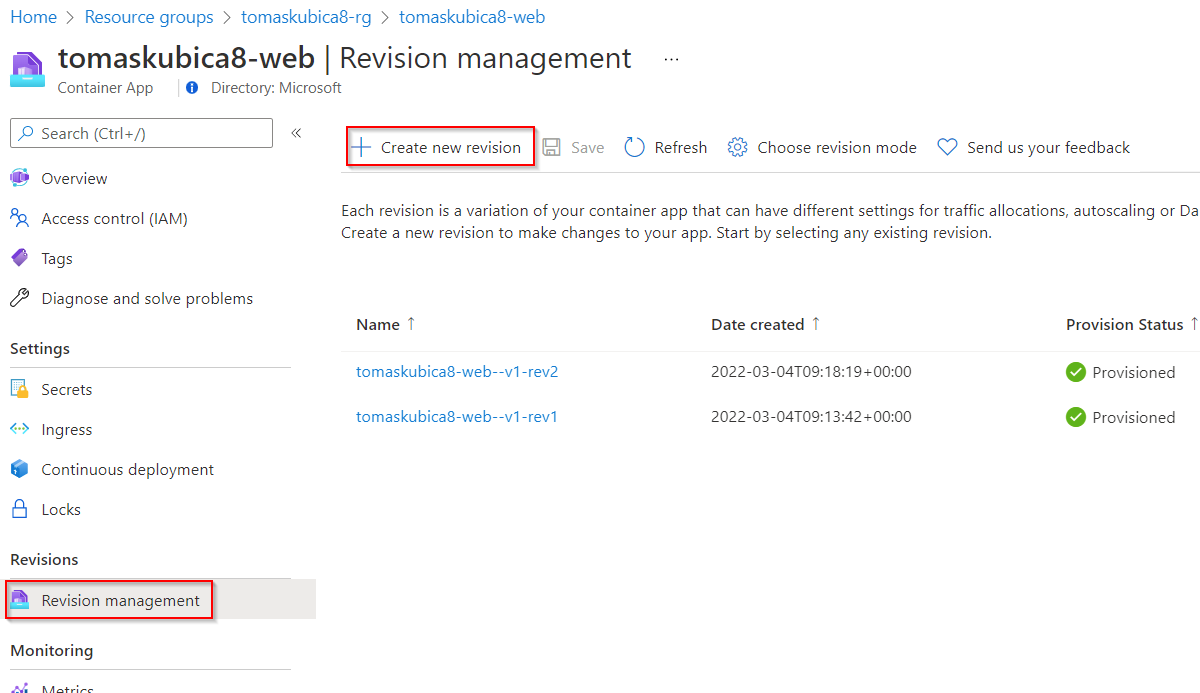 Home > Resource groups > tomaskubica8-rg > tomaskubica8-web
tomaskubica8-web | Revision management ...
Container App
Directory: Microsoft
Search (Ctrl+/)
«
Create new revision
Save
Refresh
Choose revision mode
Send us your feedback
Overview
Access control (IAM)
Tags
Diagnose and solve problems
Settings
Secrets
Ingress
Continuous deployment
Locks
Revisions
Revision management
Monitoring
Metrics
Each revision is a variation of your container app that can have different settings for traffic allocations, autoscaling or Da
Create a new revision to make changes to your app. Start by selecting any existing revision.
Name ↑ Date created ↑ Provision Status ↑
tomaskubica8-web--v1-rev2 2022-03-04T09:18:19+00:00 Provisioned
tomaskubica8-web--v1-rev1 2022-03-04T09:13:42+00:00 Provisioned